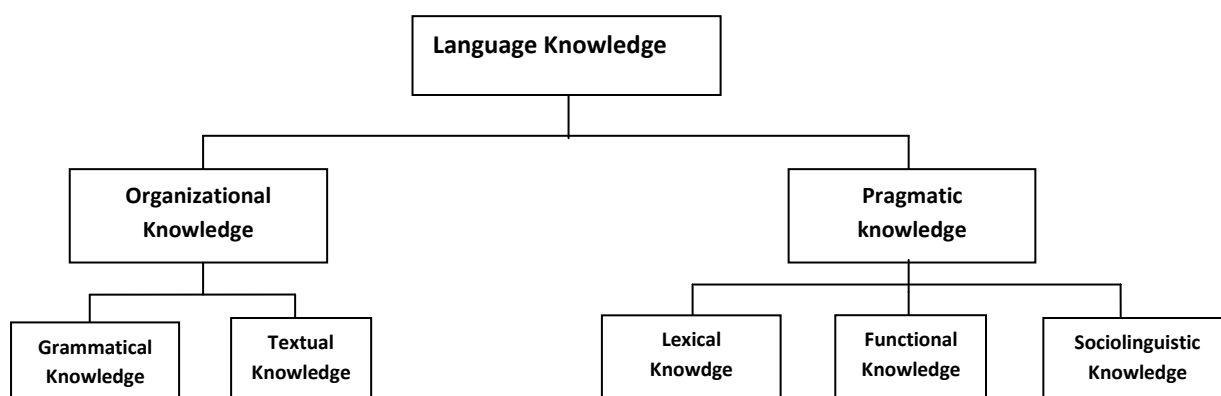 Language Knowledge
Organizational
Knowledge
Pragmatic
knowledge
Grammatical
Knowledge
Textual
Knowledge
Lexical
Knowdge
Functional
Knowledge
Sociolinguistic
Knowledge